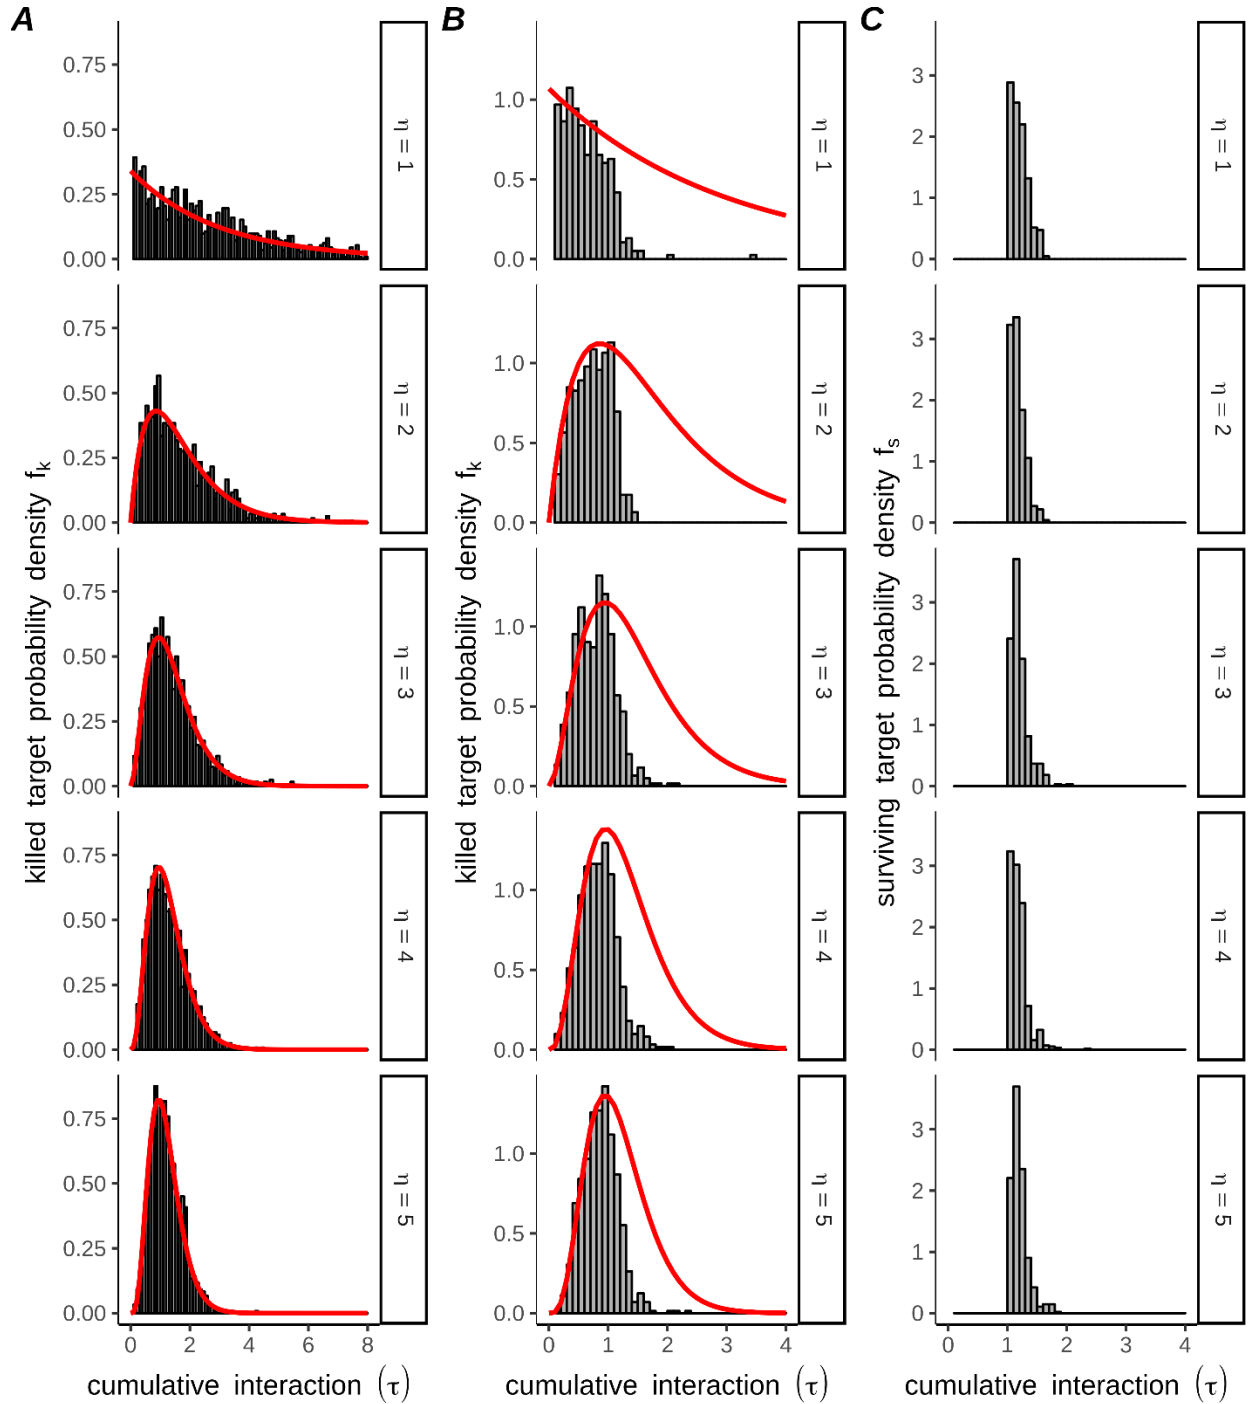 A
B
C
killed target probability density fk
0.75
0.50
0.25
0.00
η = 1
0.75
0.50
0.25
0.00
η = 2
0.75
0.50
0.25
0.00
η = 3
0.75
0.50
0.25
0.00
η = 4
0.75
0.50
0.25
0.00
η = 5
0 2 4 6 8
cumulative interaction (τ)
killed target probability density fk
1.0
0.5
0.0
η = 1
1.0
0.5
0.0
η = 2
1.0
0.5
0.0
η = 3
1.0
0.5
0.0
η = 4
1.0
0.5
0.0
η = 5
0 1 2 3 4
cumulative interaction (τ)
surviving target probability density fs
3
2
1
0
η = 1
3
2
1
0
η = 2
3
2
1
0
η = 3
3
2
1
0
η = 4
3
2
1
0
η = 5
0 1 2 3 4
cumulative interaction (τ)